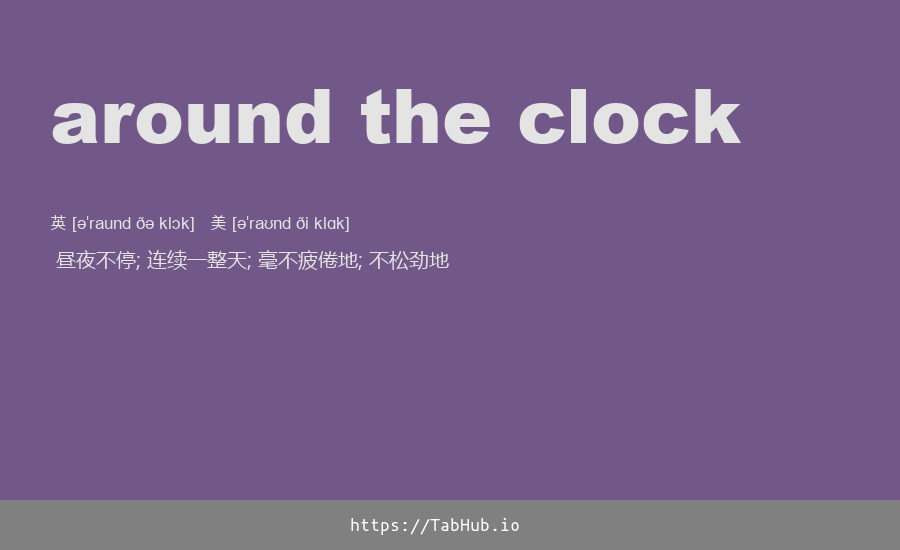 around the clock
英 [ə'raund ðə klɔk] 美 [ə'raʊnd ði klɑk]
昼夜不停; 连续一整天; 毫不疲倦地; 不松劲地
https://TabHub.io